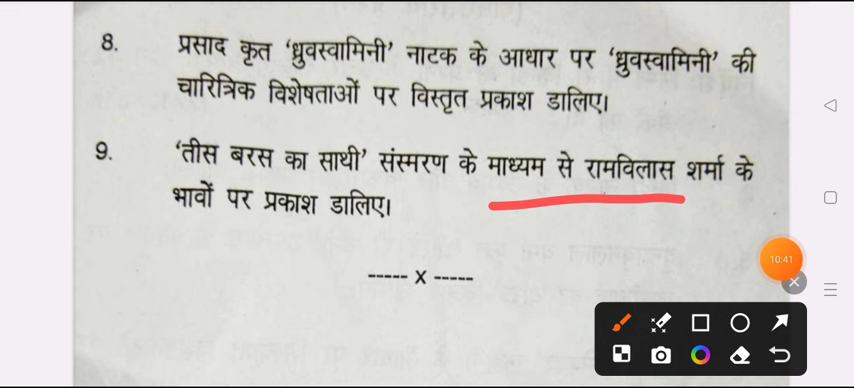 8. प्रसाद कृत 'ध्रुवस्वामिनी' नाटक के आधार पर 'ध्रुवस्वामिनी' की
चारित्रिक विशेषताओं पर विस्तृत प्रकाश डालिए।
9. 'तीस बरस का साथी' संस्मरण के माध्यम से रामविलास शर्मा के
भावों पर प्रकाश डालिए।
----- x -----
10:41